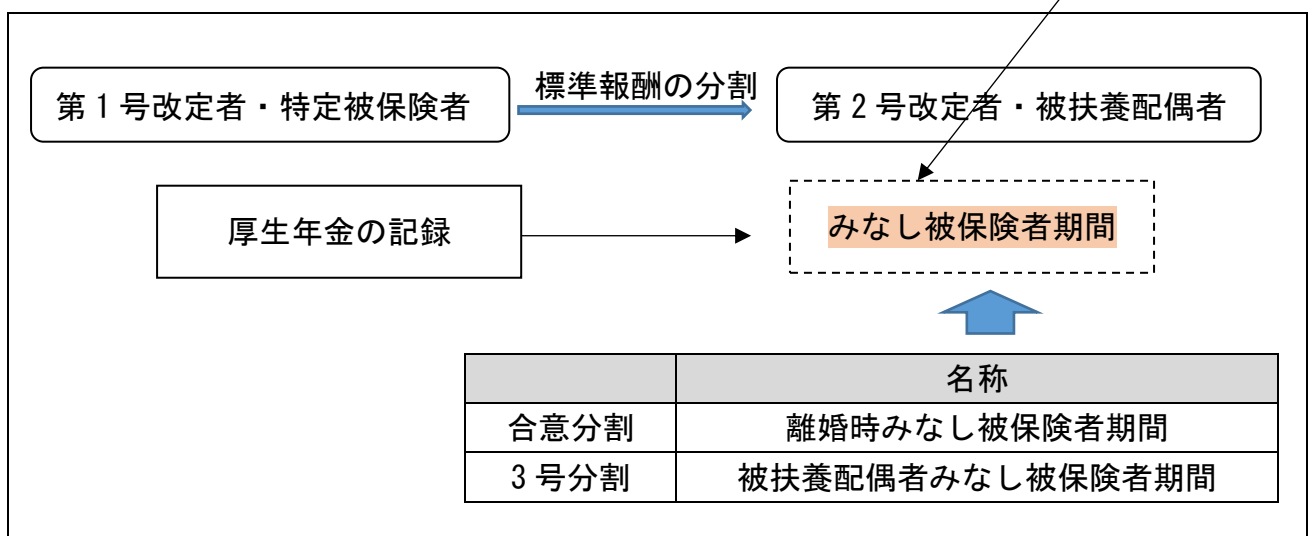 標準報酬の分割
第1号改定者・特定被保険者
第2号改定者・被扶養配偶者
厚生年金の記録
みなし被保険者期間
名称
合意分割 離婚時みなし被保険者期間
3号分割 被扶養配偶者みなし被保険者期間